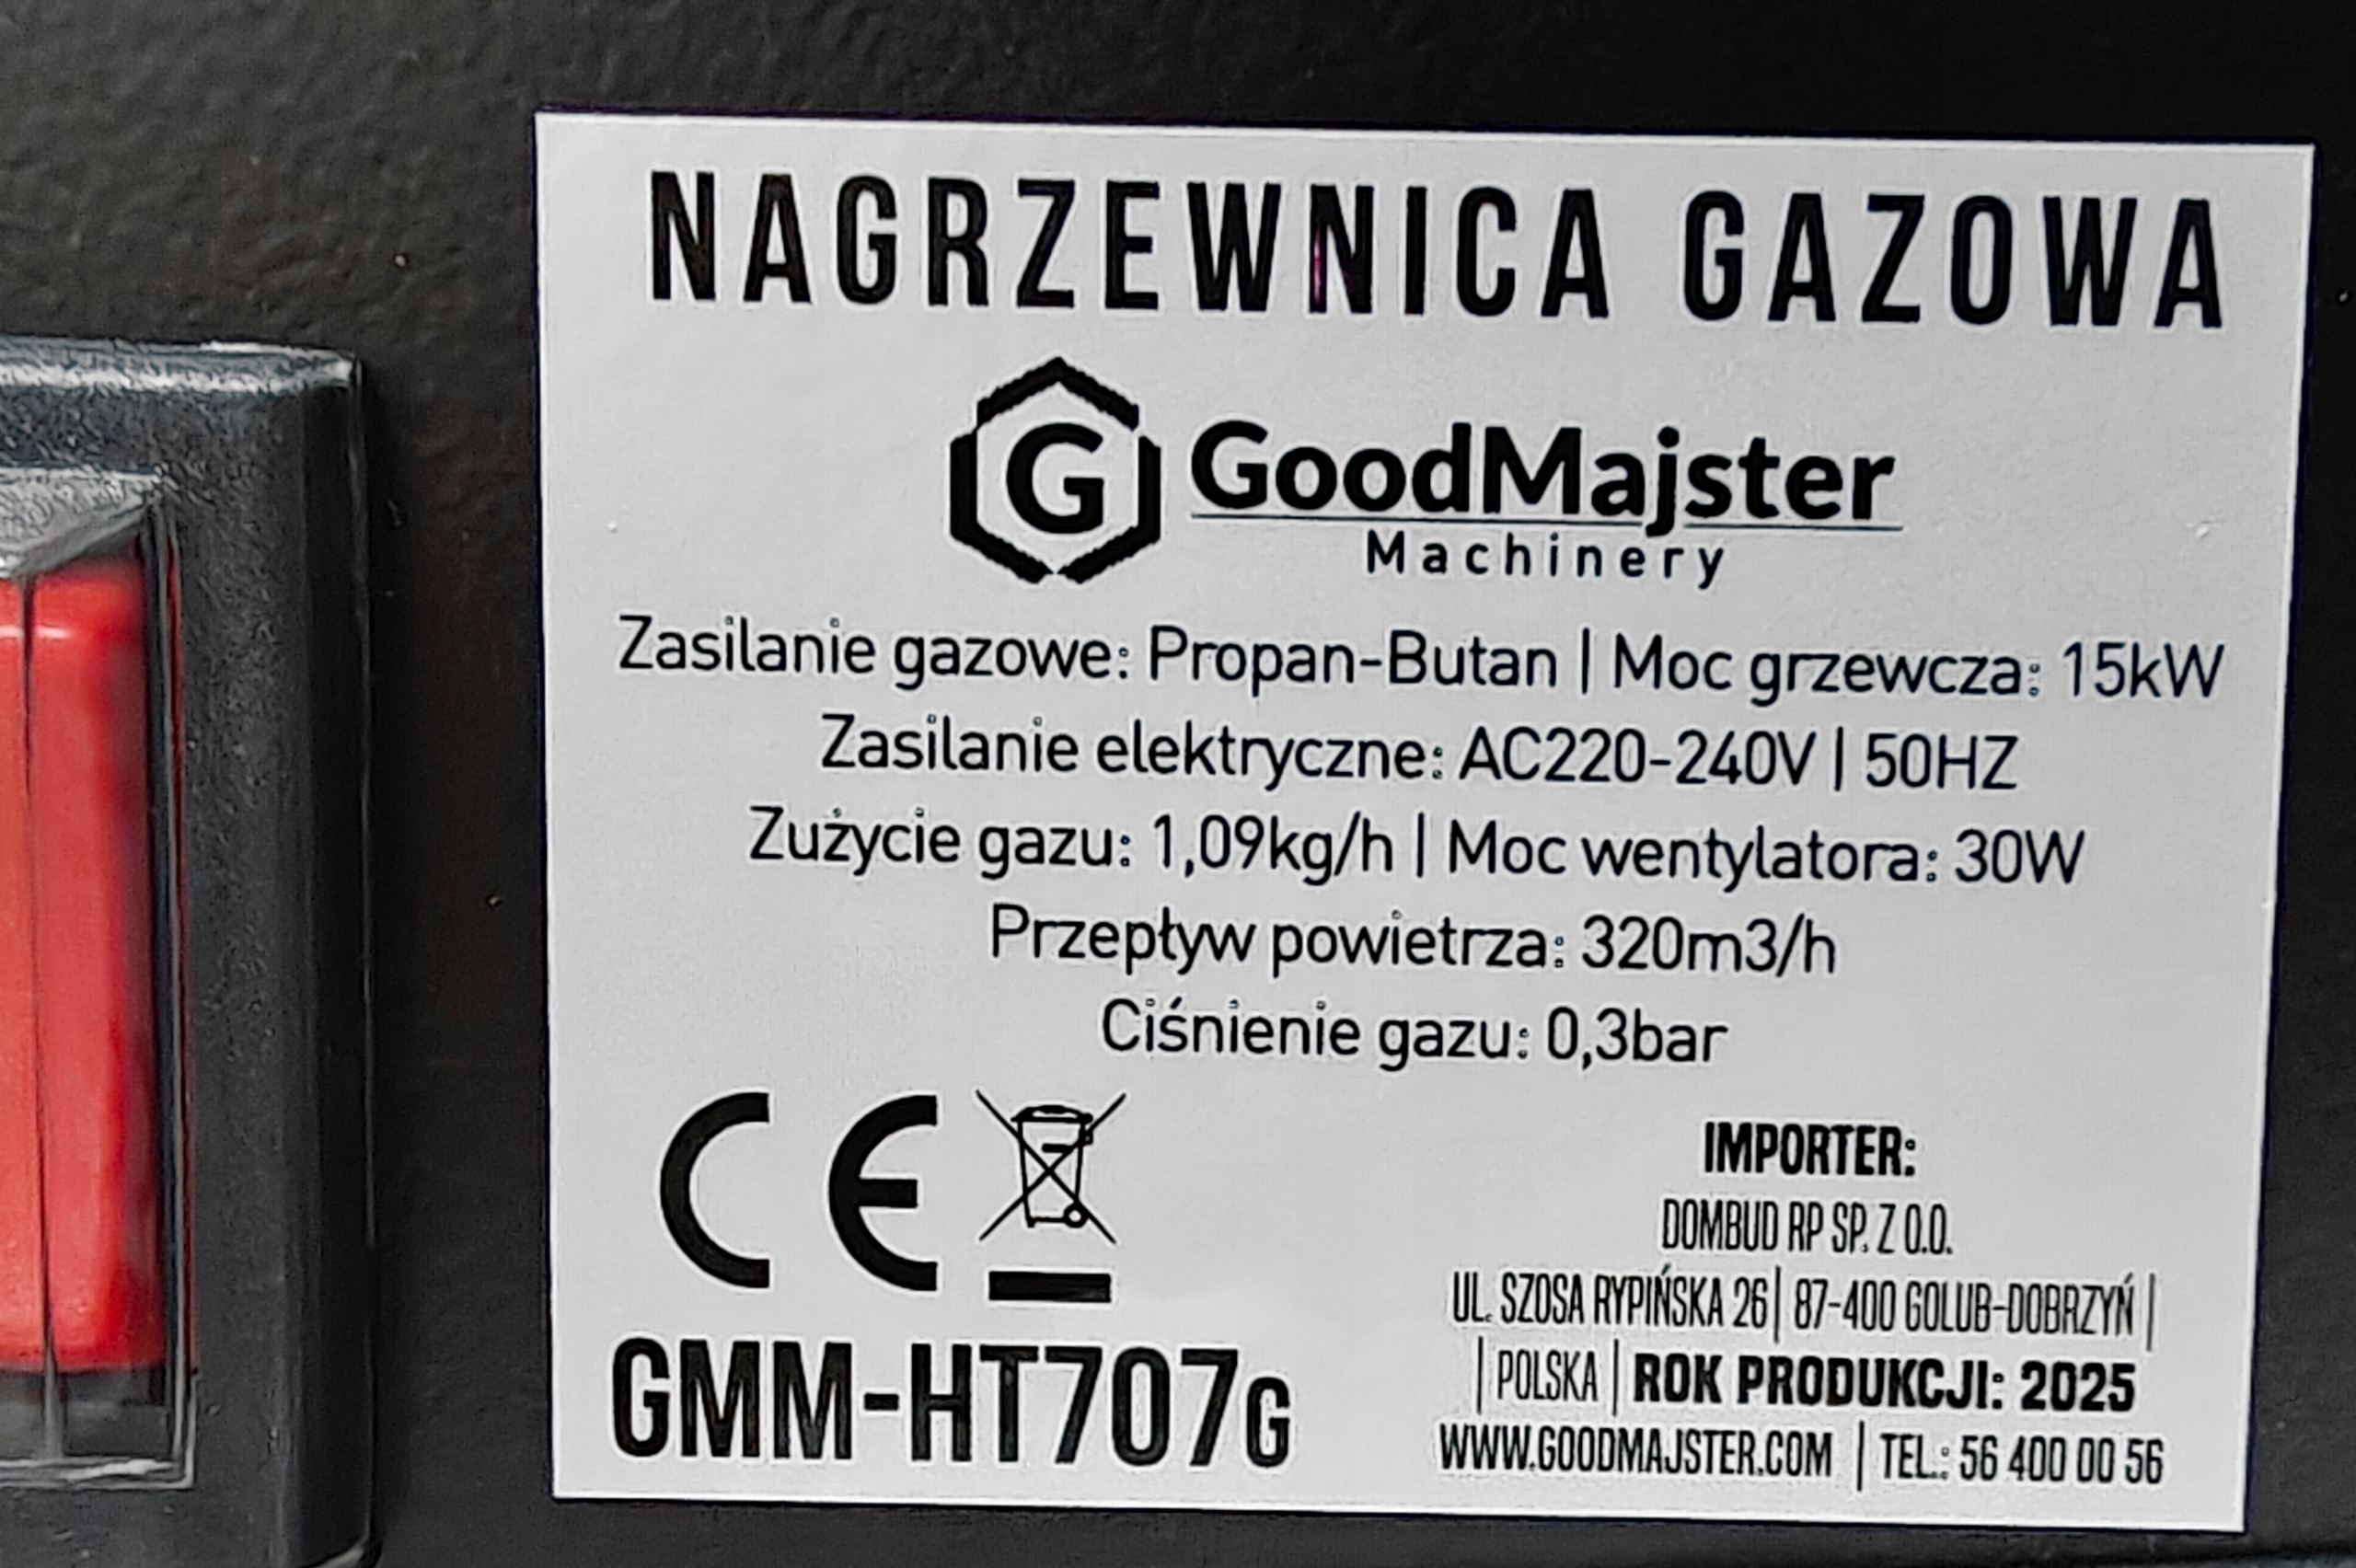 NAGRZEWNICA GAZOWA
G GoodMajster
Machinery
Zasilanie gazowe: Propan-Butan | Moc grzewcza: 15kW
Zasilanie elektryczne: AC220-240V | 50HZ
Zużycie gazu: 1,09kg/h | Moc wentylatora: 30W
Przepływ powietrza: 320m3/h
Ciśnienie gazu: 0,3bar
CE
GMM-HT707G
IMPORTER:
DOMBUD RP SP. Z O.O.
UL. SZOSA RYPIŃSKA 26| 87-400 GOLUB-DOBRZYŃ |
| POLSKA | ROK PRODUKCJI: 2025
WWW.GOODMAJSTER.COM | TEL.: 56 400 00 56